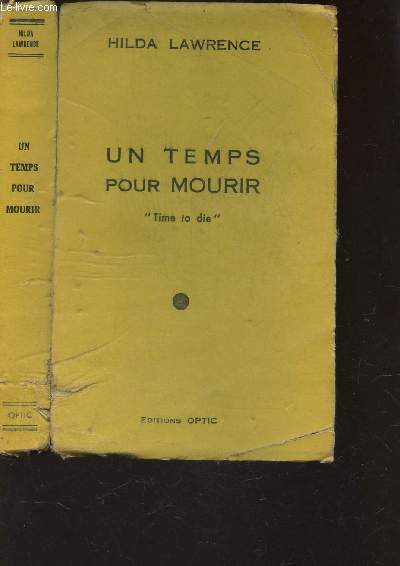 Le-livre.com
HILDA
LAWRENCE
UN
TEMPS
POUR
MOURIR
OPTIC
HILDA LAWRENCE
UN TEMPS
POUR MOURIR
"Time to die"
EDITIONS OPTIC